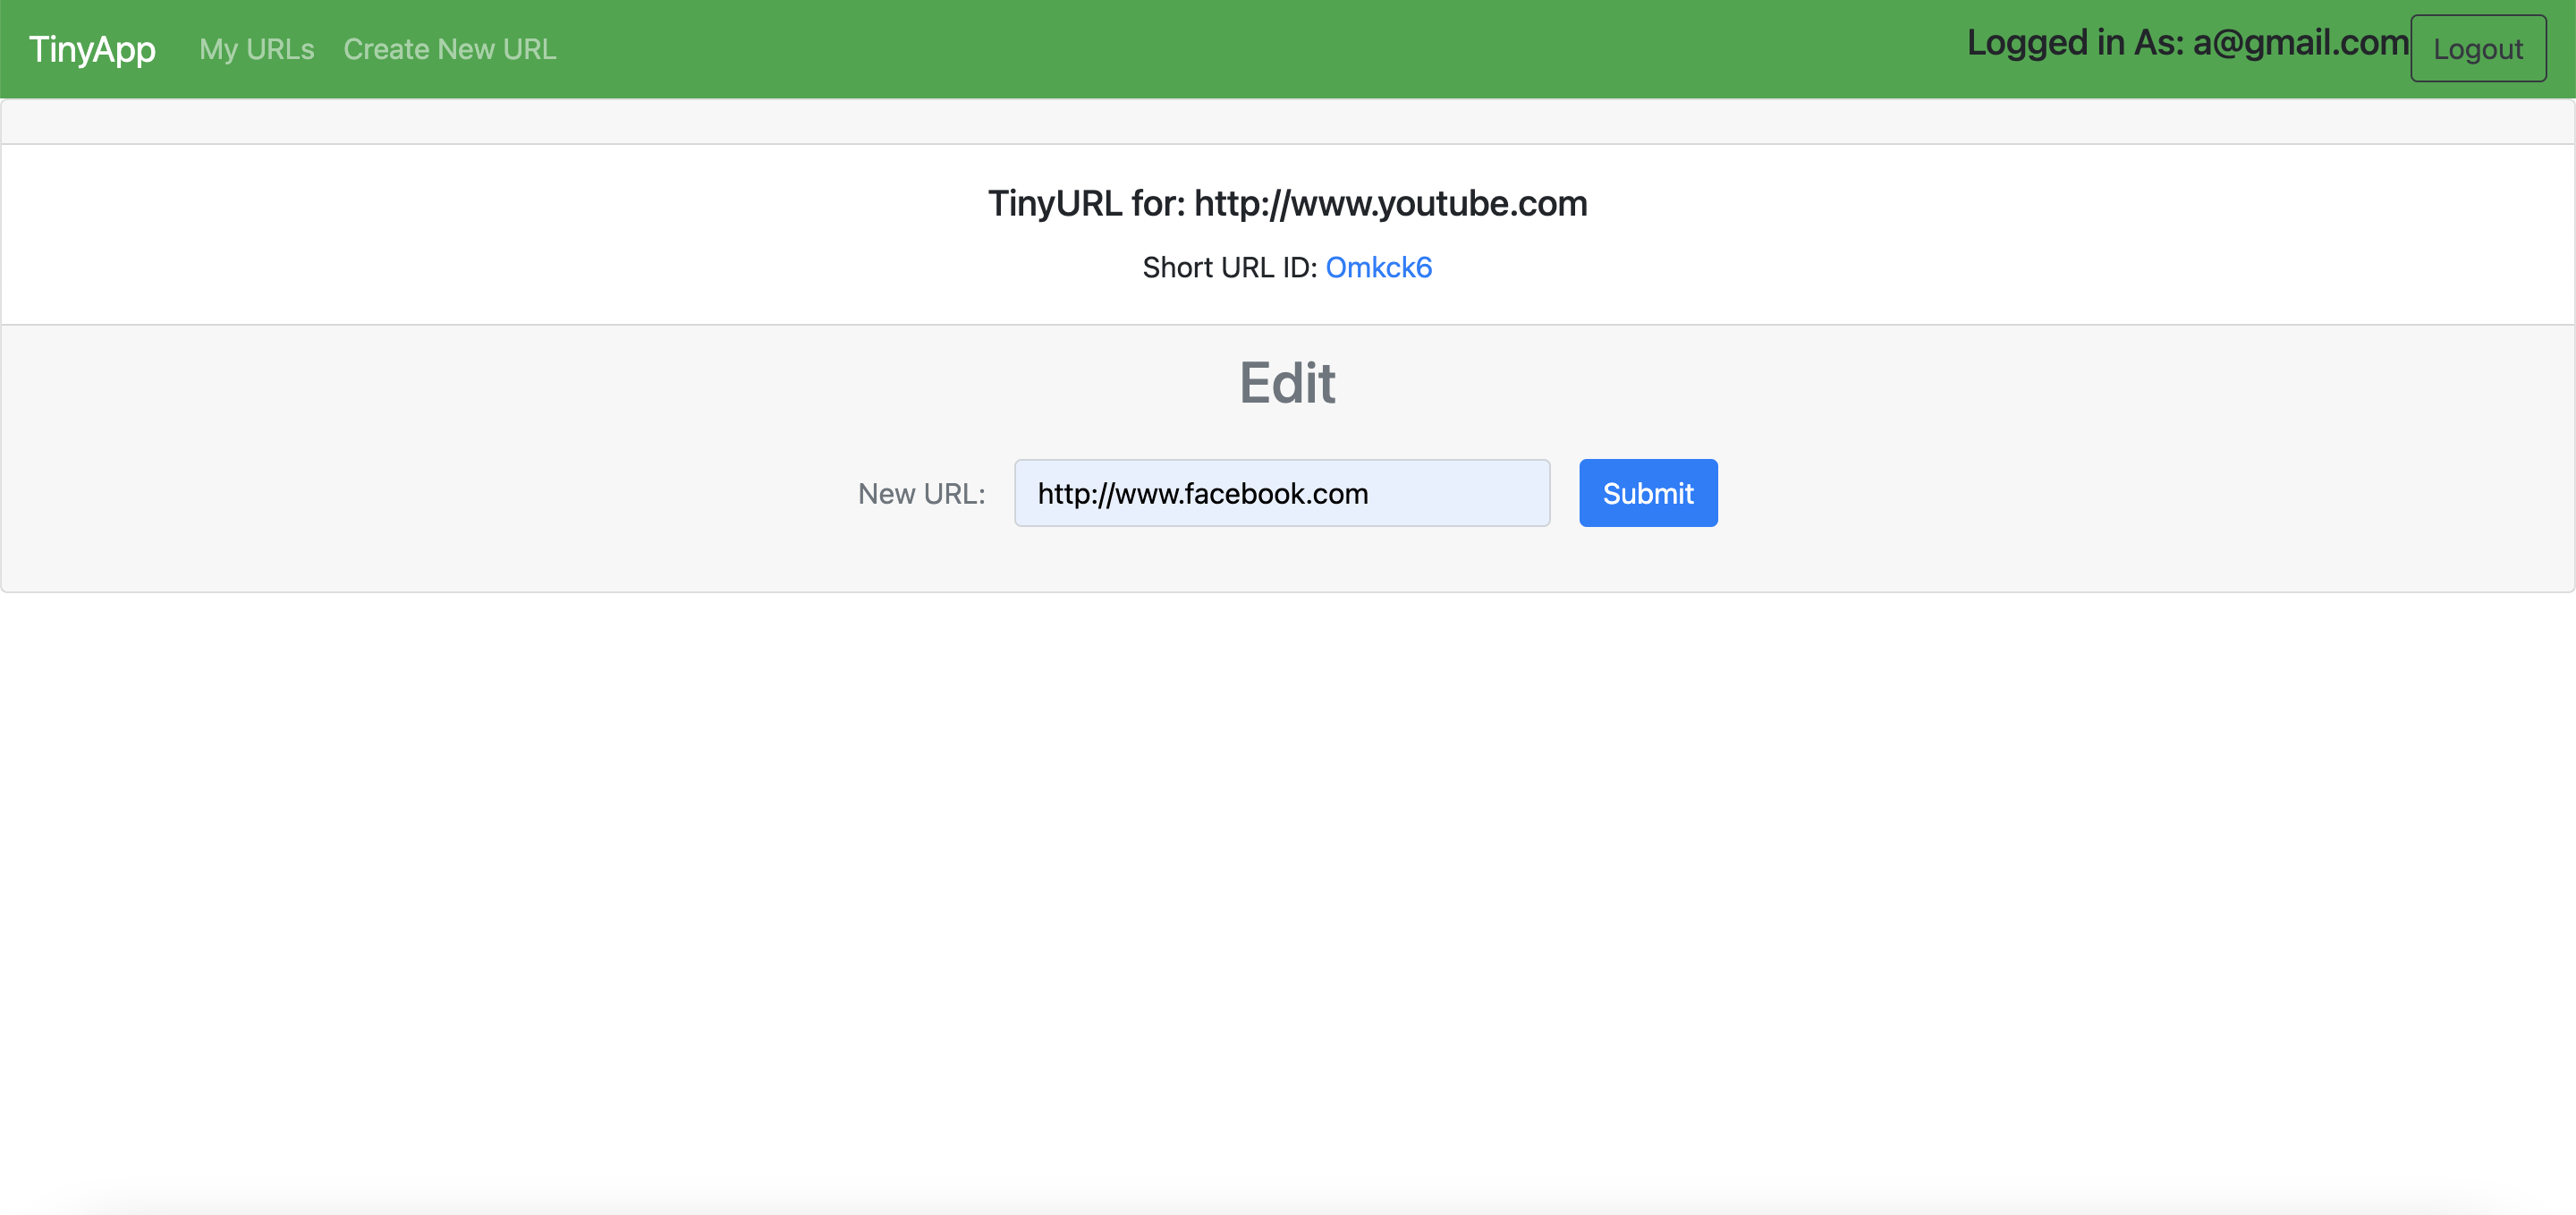 TinyApp My URLs Create New URL Logged in As: a@gmail.com Logout
TinyURL for: http://www.youtube.com
Short URL ID: Omkck6
Edit
New URL: http://www.facebook.com Submit